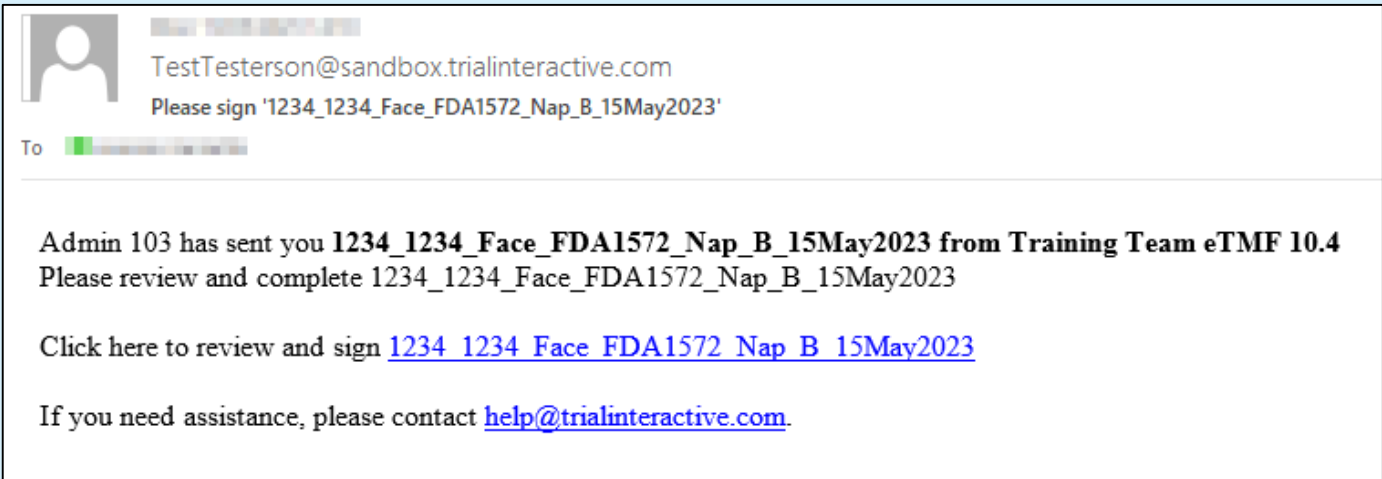 TestTesterson@sandbox.trialinteractive.com
Please sign '1234_1234_Face_FDA1572_Nap_B_15May2023'
To
Admin 103 has sent you 1234_1234_Face_FDA1572_Nap_B_15May2023 from Training Team eTMF 10.4
Please review and complete 1234_1234_Face_FDA1572_Nap_B_15May2023
Click here to review and sign 1234_1234_Face_FDA1572_Nap_B_15May2023
If you need assistance, please contact help@trialinteractive.com.